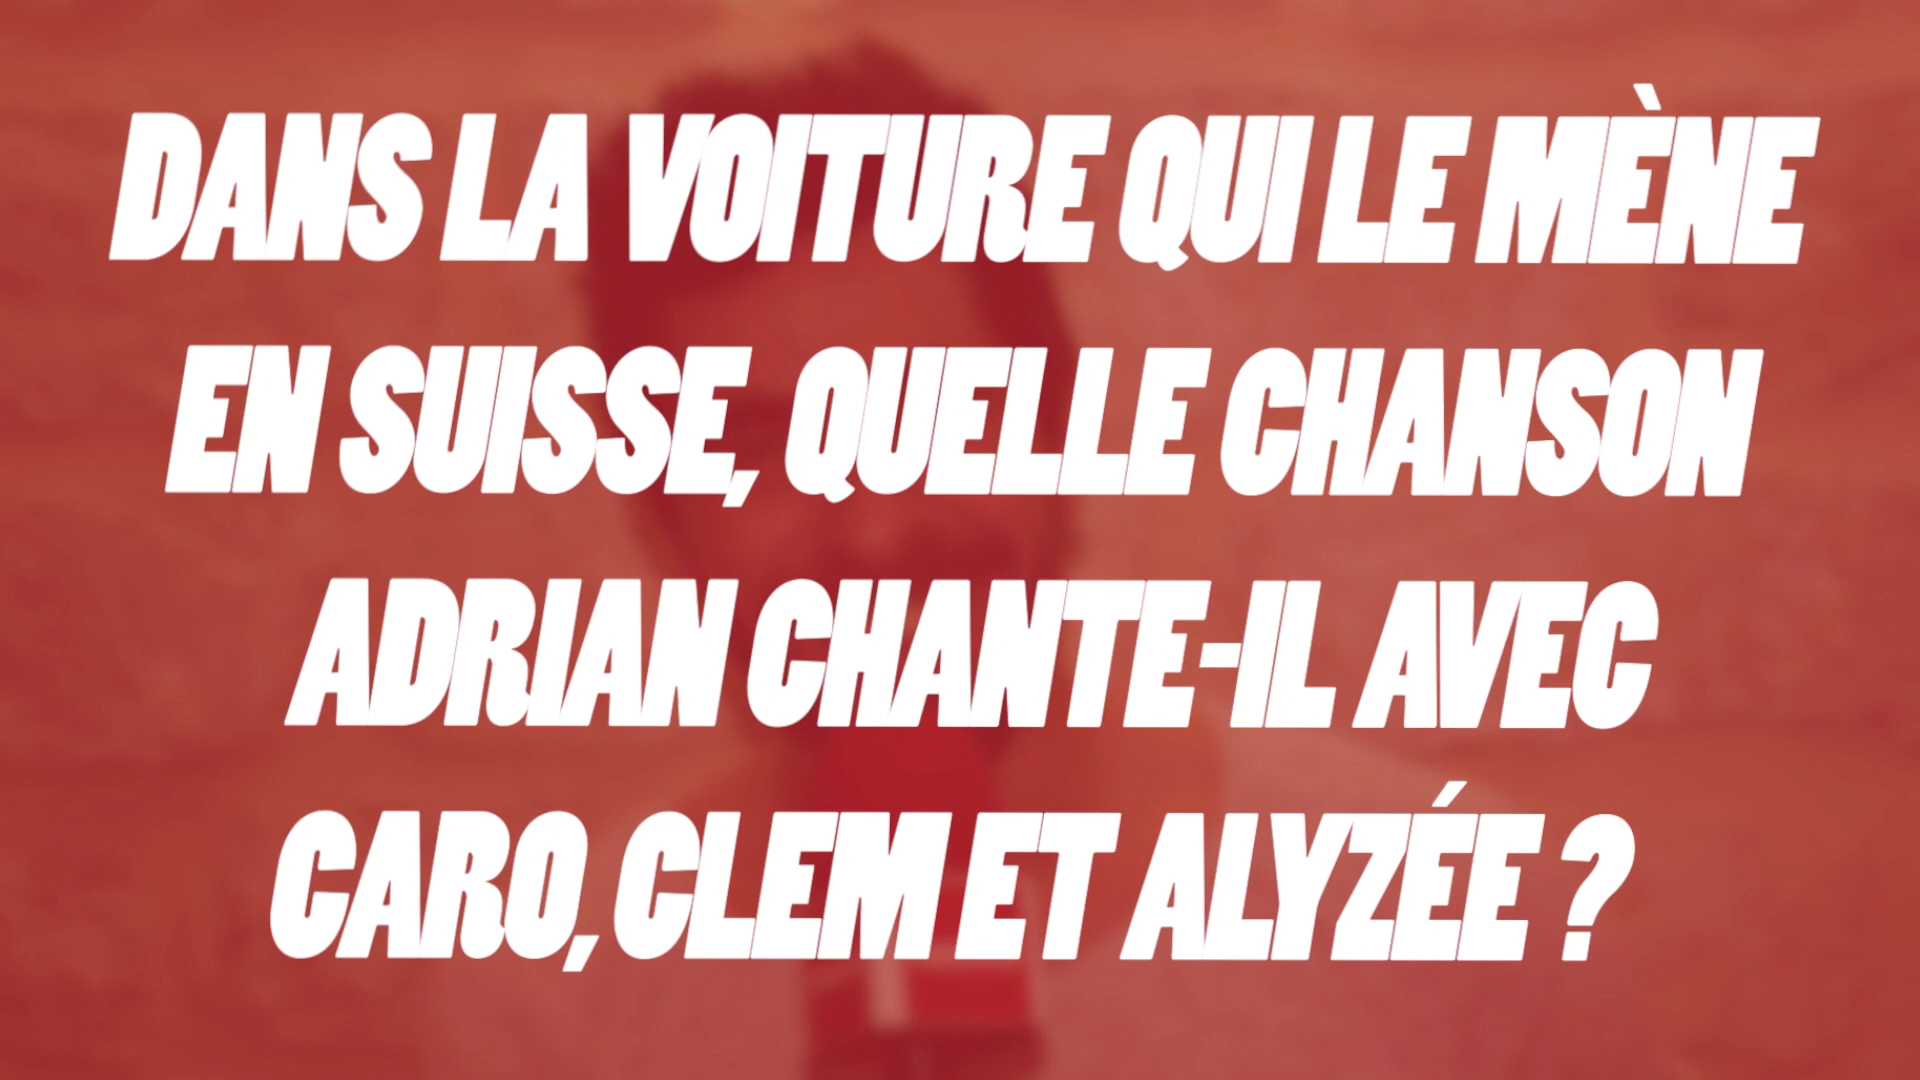 DANS LA VOITURE QUI LE MÈNE
EN SUISSE, QUELLE CHANSON
ADRIAN CHANTE-IL AVEC
CARO, CLEM ET ALYZÉE ?